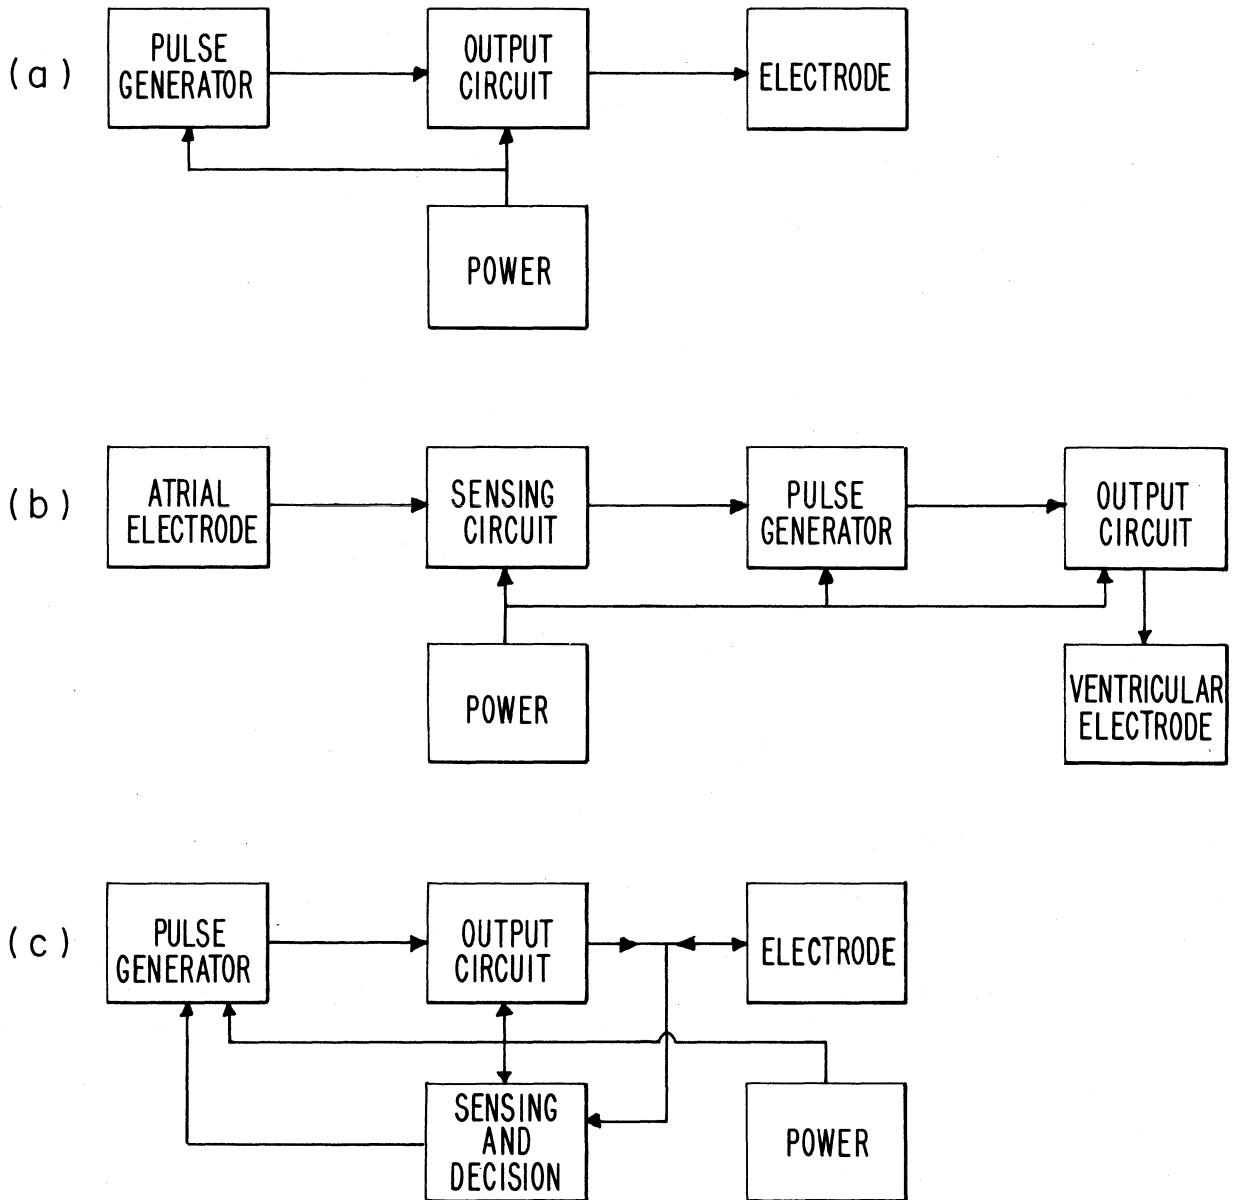 (a)
PULSE
GENERATOR
OUTPUT
CIRCUIT
ELECTRODE
POWER
(b)
ATRIAL
ELECTRODE
SENSING
CIRCUIT
PULSE
GENERATOR
OUTPUT
CIRCUIT
POWER
VENTRICULAR
ELECTRODE
(c)
PULSE
GENERATOR
OUTPUT
CIRCUIT
ELECTRODE
SENSING
AND
DECISION
POWER